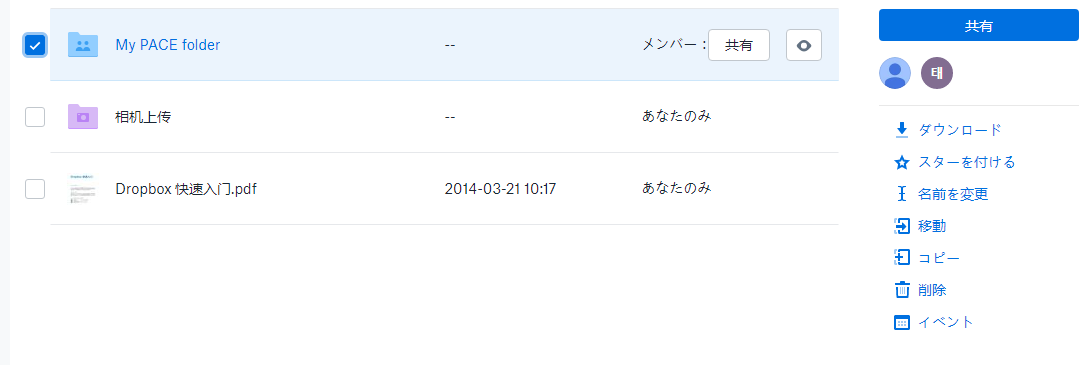 My PACE folder -- メンバー： 共有
相机上传 -- あなたのみ
Dropbox 快速入门.pdf 2014-03-21 10:17 あなたのみ
共有
태
ダウンロード
スターを付ける
名前を変更
移動
コピー
削除
イベント